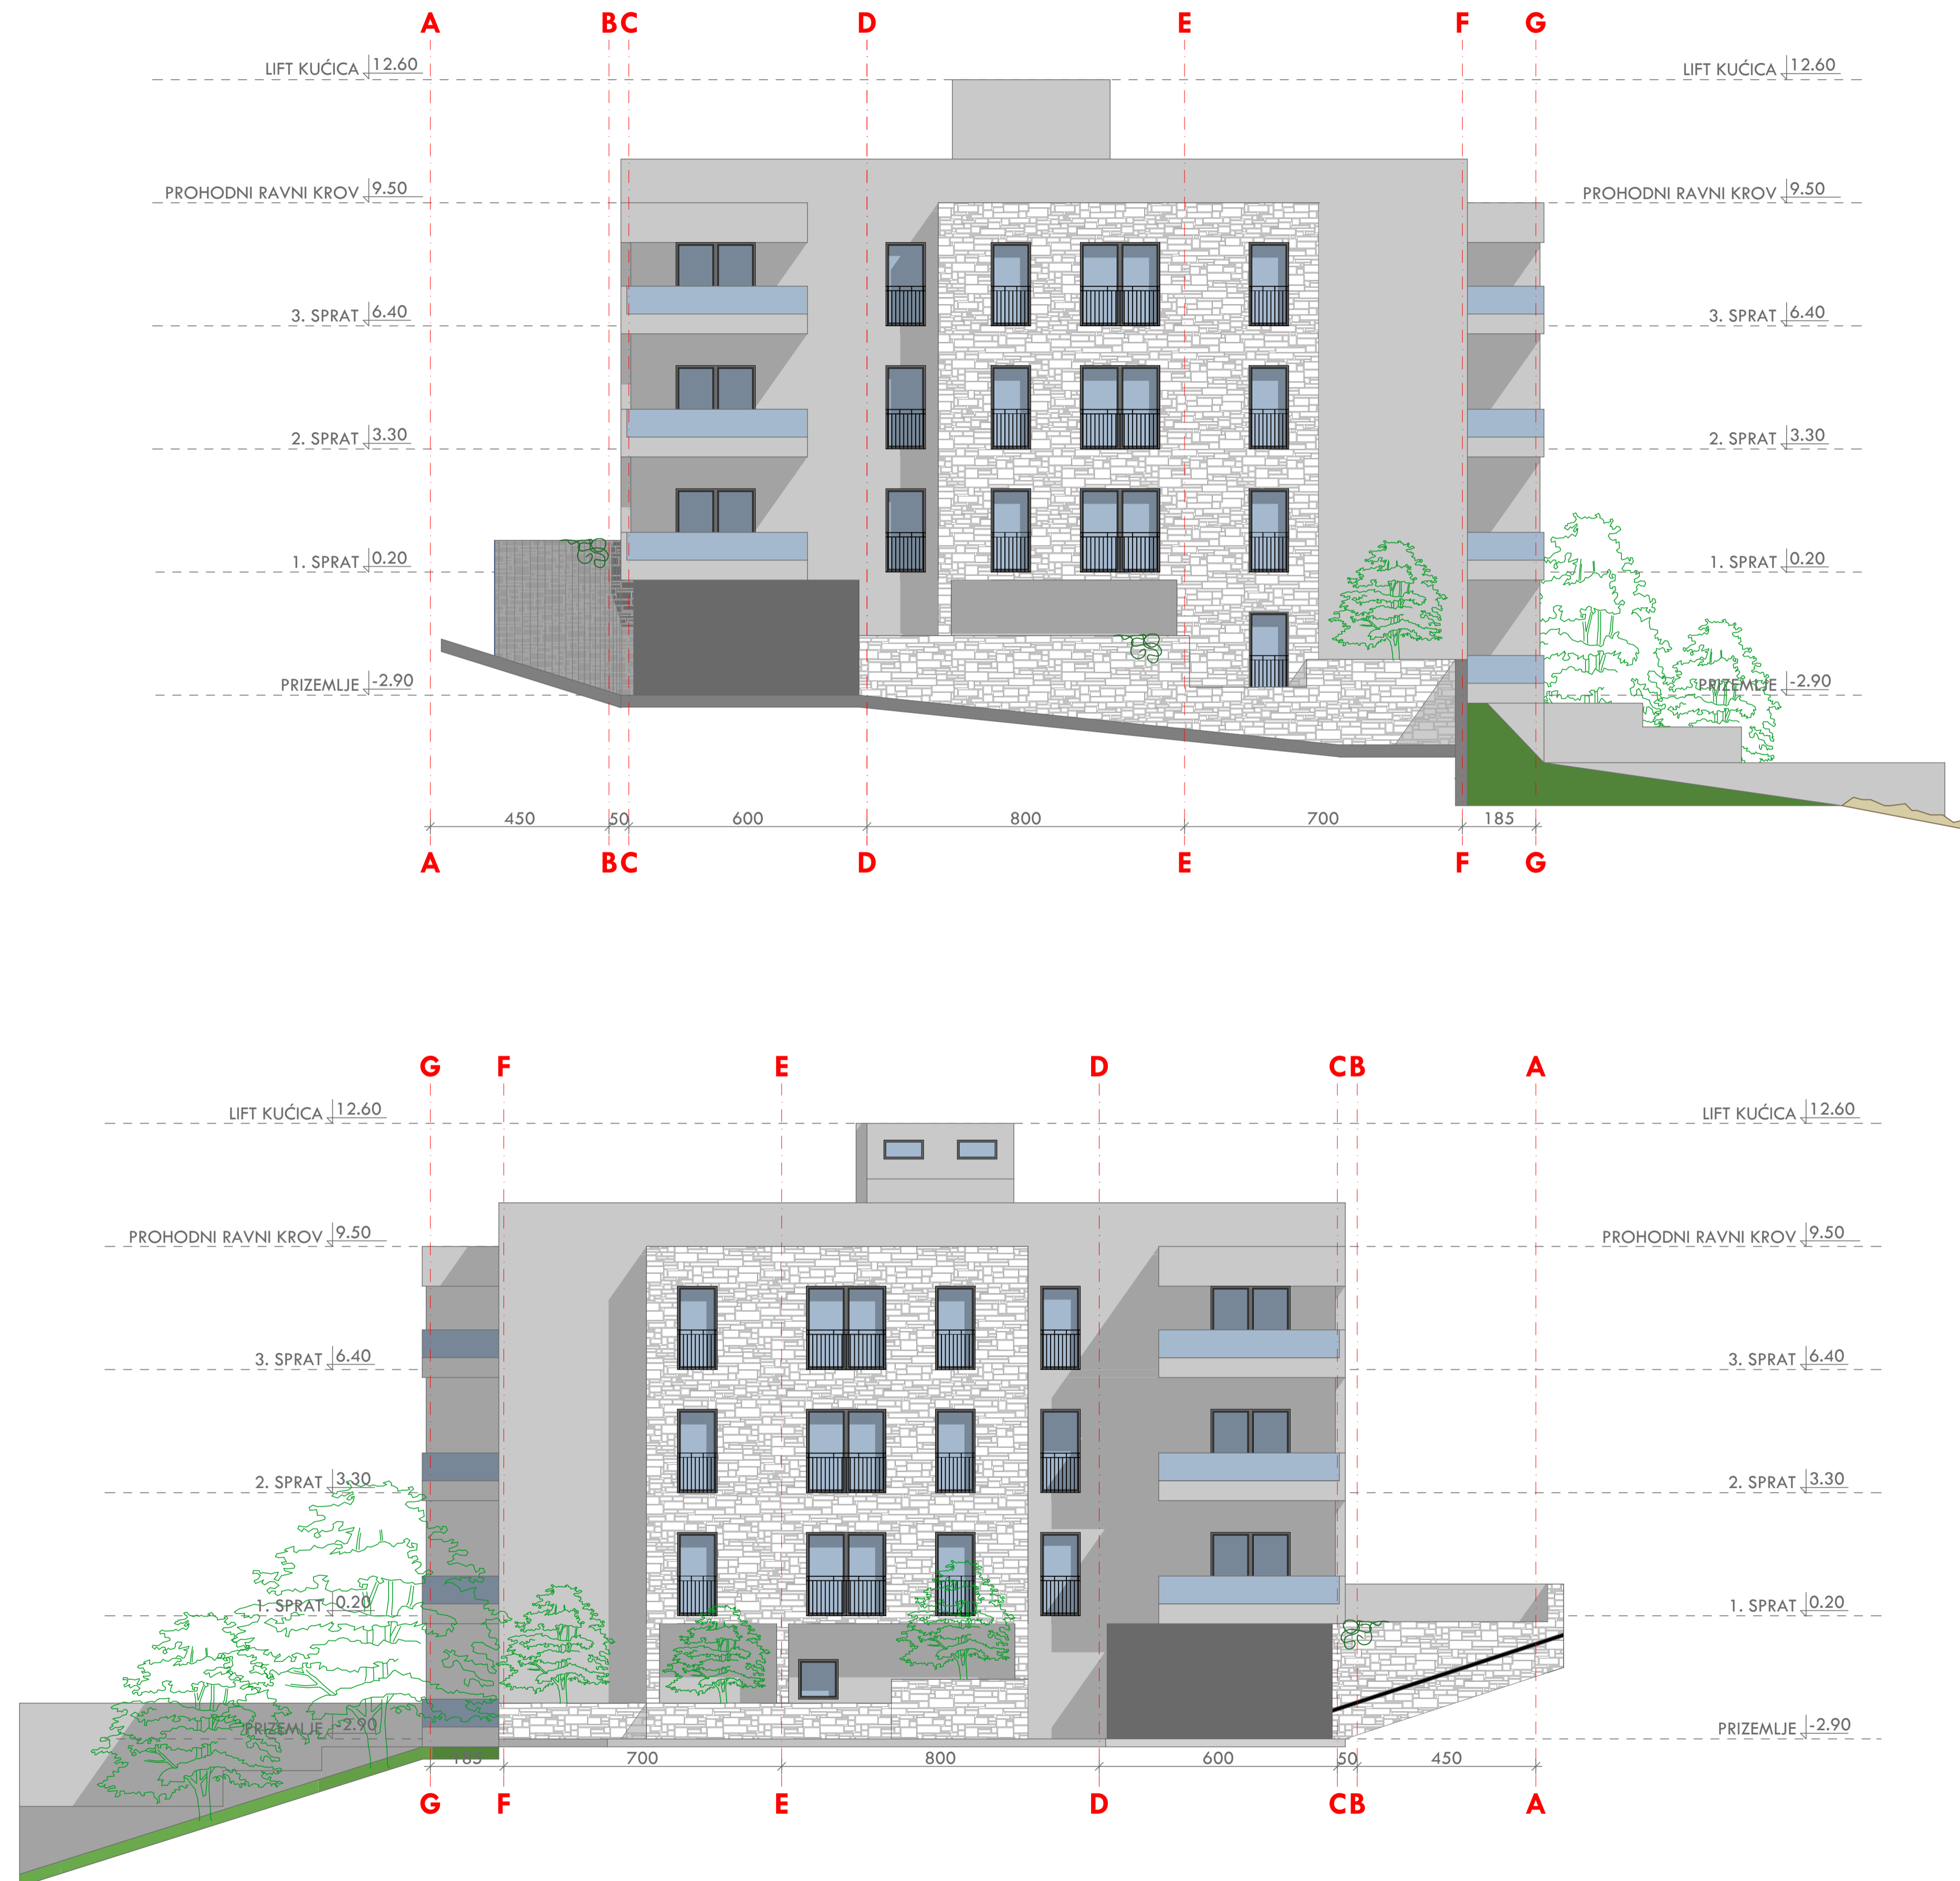 A B C D E F G
LIFT KUĆICA 12.60 LIFT KUĆICA 12.60
PROHODNI RAVNI KROV 9.50 PROHODNI RAVNI KROV 9.50
3. SPRAT 6.40 3. SPRAT 6.40
2. SPRAT 3.30 2. SPRAT 3.30
1. SPRAT 0.20 1. SPRAT 0.20
PRIZEMLJE -2.90 PRIZEMLJE -2.90
450 50 600 800 700 185
A B C D E F G
G F E D C B A
LIFT KUĆICA 12.60 LIFT KUĆICA 12.60
PROHODNI RAVNI KROV 9.50 PROHODNI RAVNI KROV 9.50
3. SPRAT 6.40 3. SPRAT 6.40
2. SPRAT 3.30 2. SPRAT 3.30
1. SPRAT 0.20 1. SPRAT 0.20
PRIZEMLJE -2.90 PRIZEMLJE -2.90
185 700 800 600 50 450
G F E D C B A